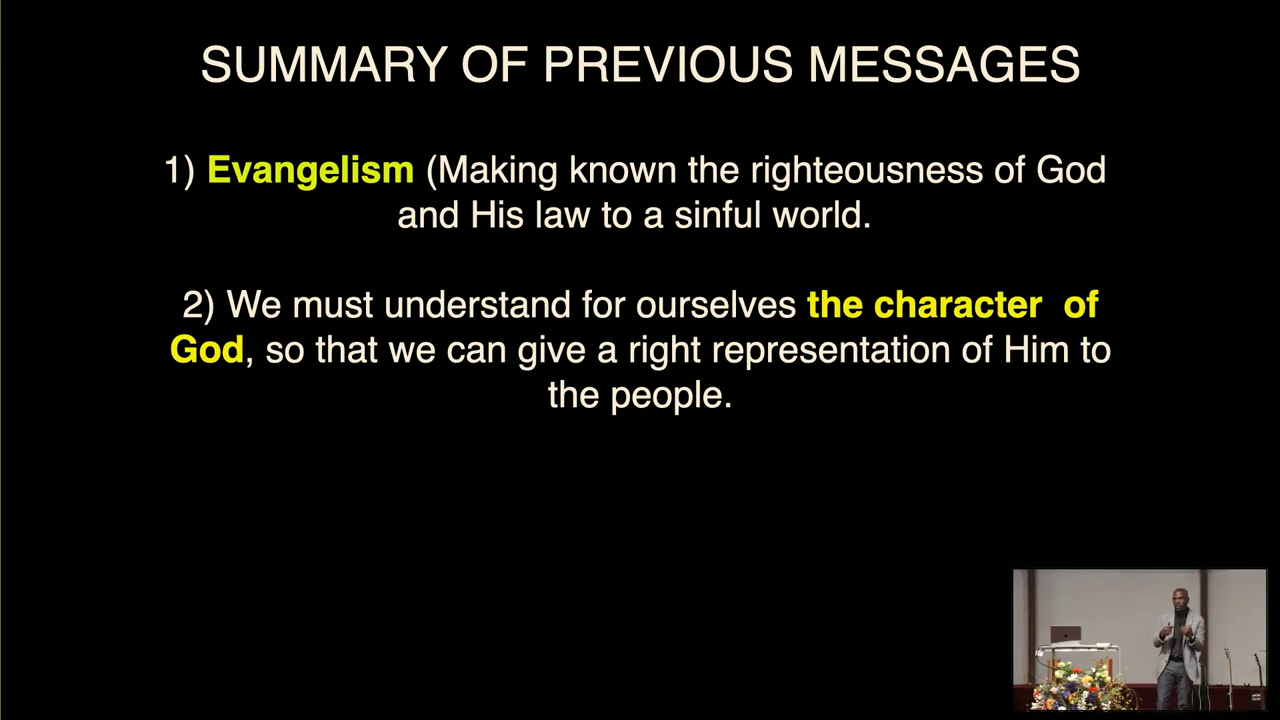 SUMMARY OF PREVIOUS MESSAGES
1) Evangelism (Making known the righteousness of God
and His law to a sinful world.
2) We must understand for ourselves the character of
God, so that we can give a right representation of Him to
the people.